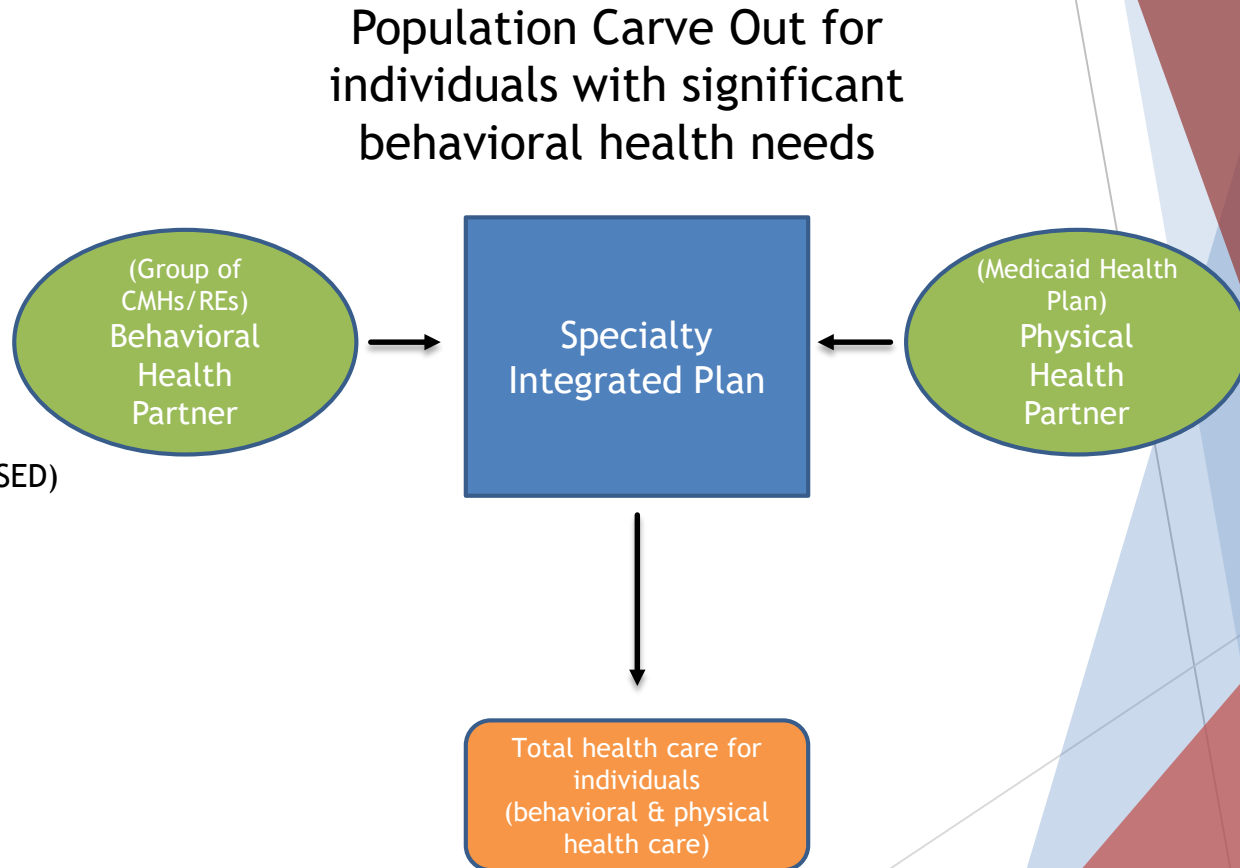 Population Carve Out for
individuals with significant
behavioral health needs
(Group of
CMHs/REs)
Behavioral
Health
Partner
Specialty
Integrated Plan
(Medicaid Health
Plan)
Physical
Health
Partner
SED)
Total health care for
individuals
(behavioral & physical
health care)